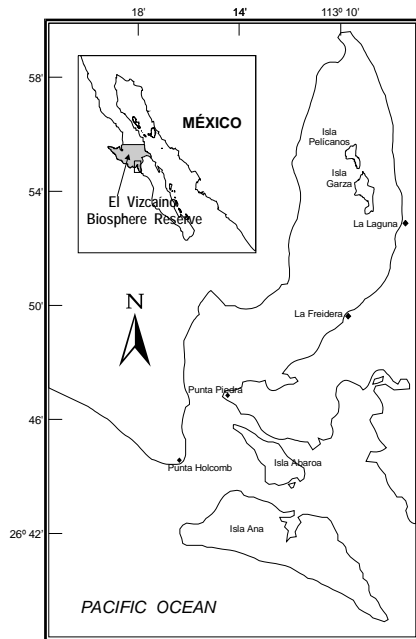 18'
14'
113º 10'
58'
MÉXICO
Isla
Pelícanos
54'
Isla
Garza
El Vizcaíno
Biosphere Reserve
La Laguna
50'
N
La Freidera
Punta Piedra
46'
Punta Holcomb
Isla Abaroa
26º 42'
Isla Ana
PACIFIC OCEAN